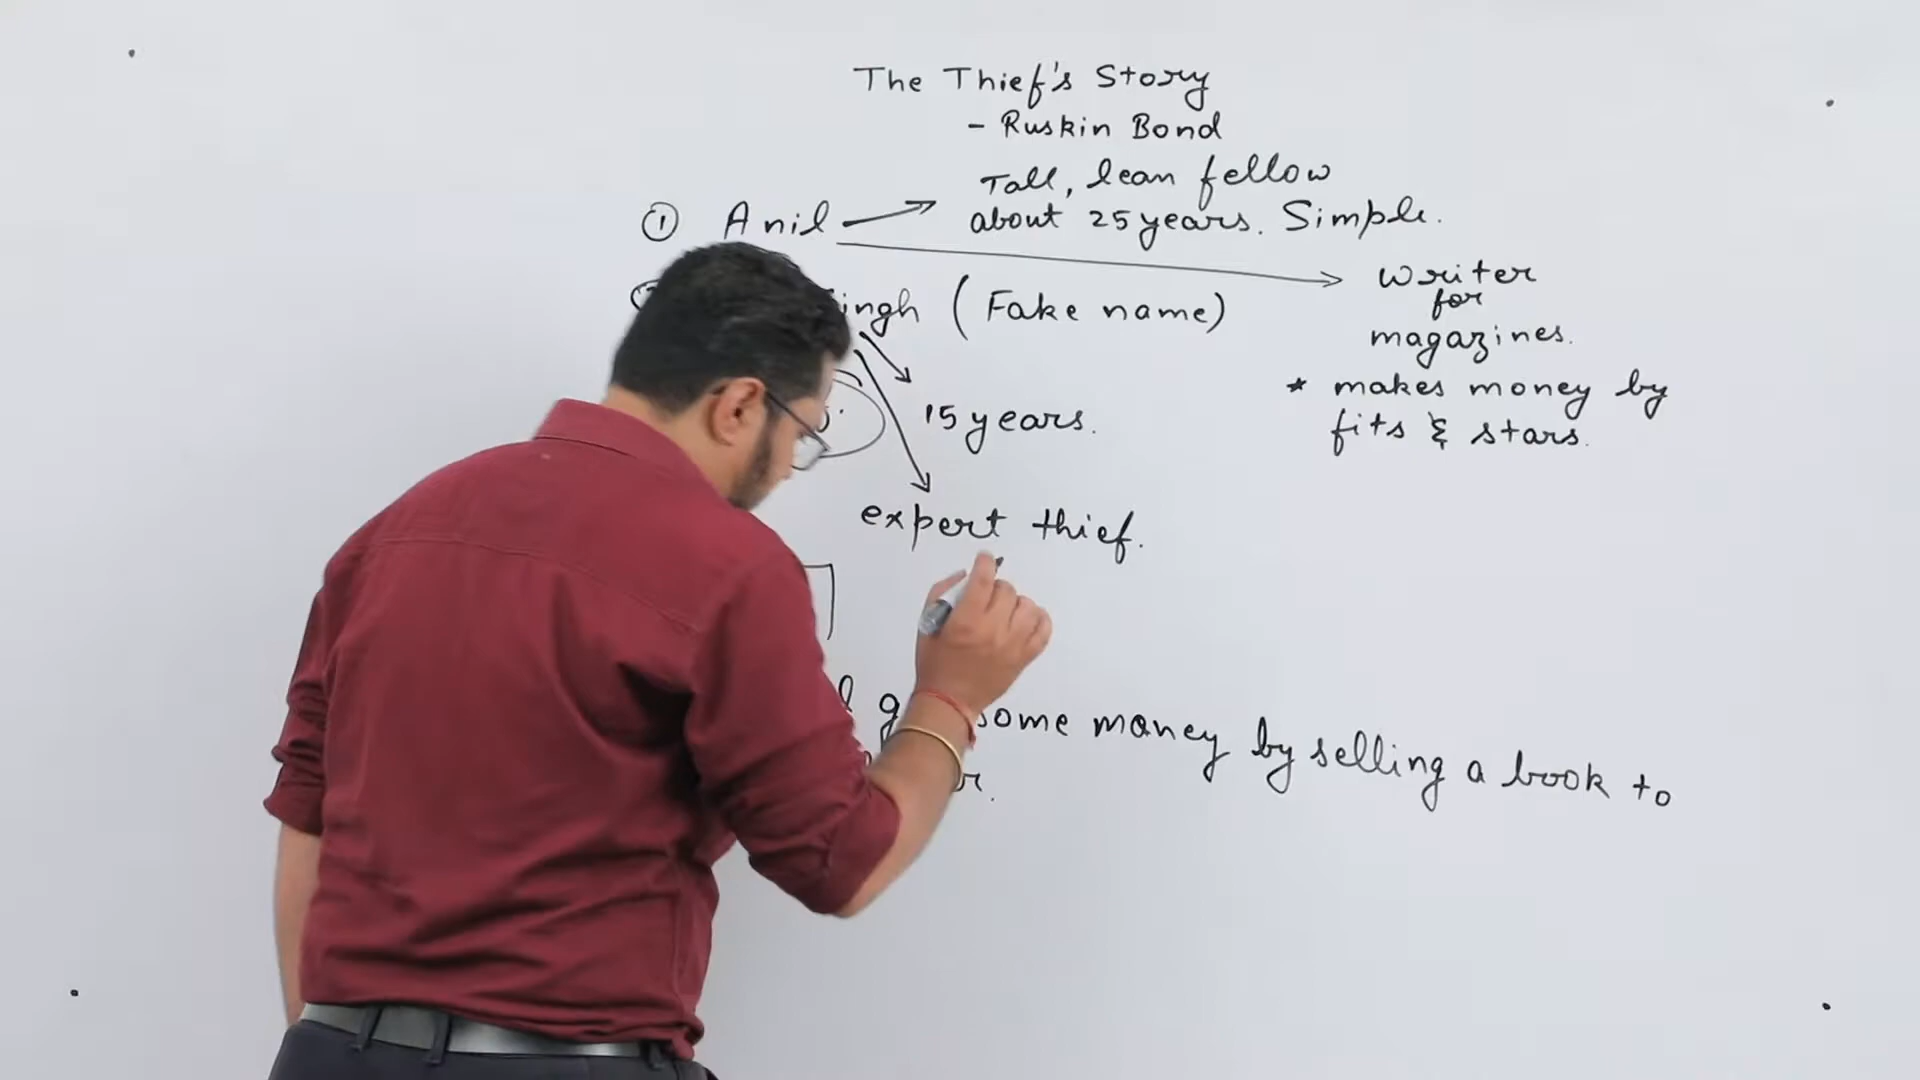 The Thief's Story
- Ruskin Bond
① Anil
Tall, lean fellow
about 25 years. Simple.
writer
for
magazines.
* makes money by
fits & stars.
(Fake name)
15 years.
expert thief.
some money by selling a book to